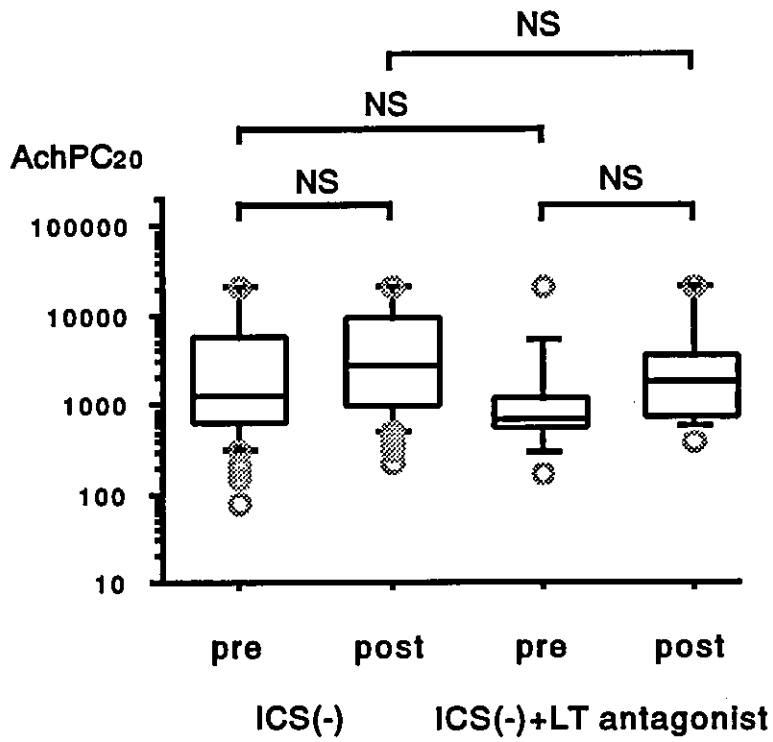 NS
NS
AchPC20
NS
NS
100000
10000
1000
100
10
pre post pre post
ICS(-) ICS(-)+LT antagonist